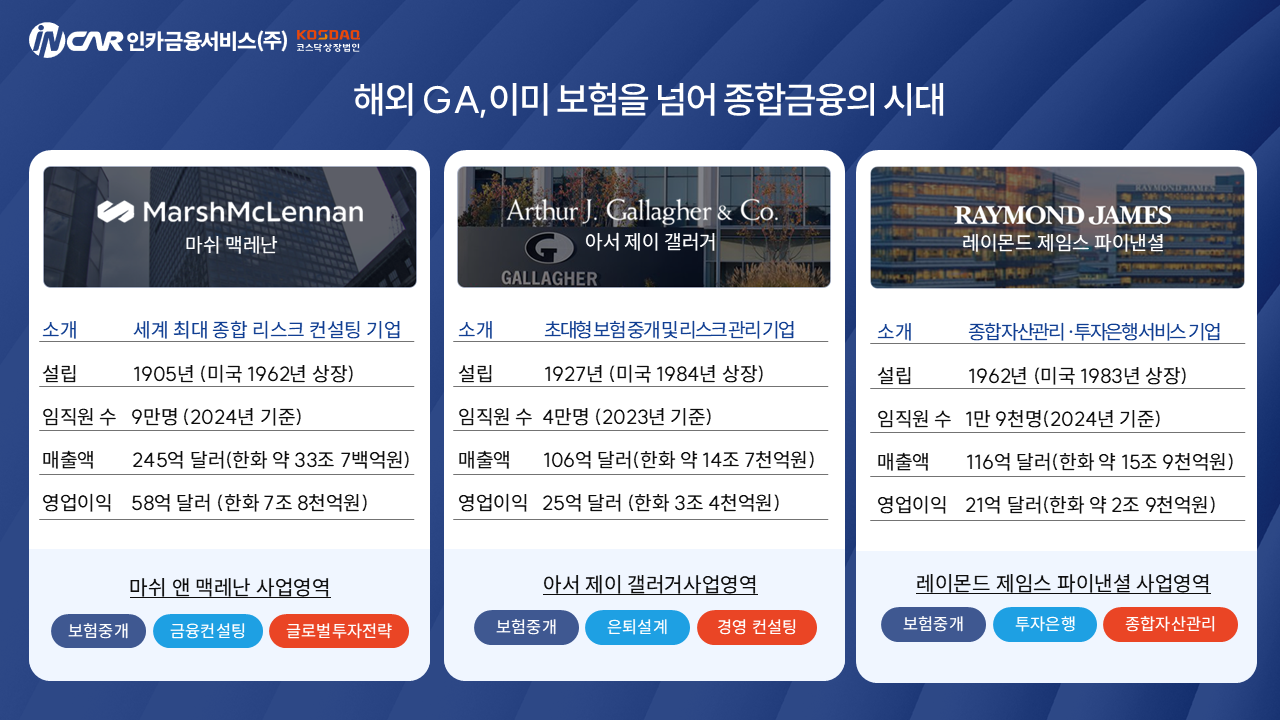 INCAR 인카금융서비스(주) KOSDAQ
코스닥상장법인
해외 GA, 이미 보험을 넘어 종합금융의 시대
MarshMcLennan
마쉬 맥레난
소개 세계 최대 종합 리스크 컨설팅 기업
설립 1905년 (미국 1962년 상장)
임직원 수 9만명 (2024년 기준)
매출액 245억 달러(한화 약 33조 7백억원)
영업이익 58억 달러 (한화 7조 8천억원)
마쉬 앤 맥레난 사업영역
보험중개 금융컨설팅 글로벌투자전략
Arthur J. Gallagher & Co.
아서 제이 갤러거
G
GALLAGHER
소개 초대형 보험 중개 및 리스크 관리 기업
설립 1927년 (미국 1984년 상장)
임직원 수 4만명 (2023년 기준)
매출액 106억 달러(한화 약 14조 7천억원)
영업이익 25억 달러 (한화 3조 4천억원)
아서 제이 갤러거사업영역
보험중개 은퇴설계 경영 컨설팅
RAYMOND JAMES
RAYMOND JAMES
레이몬드 제임스 파이낸셜
소개 종합자산관리·투자은행 서비스 기업
설립 1962년 (미국 1983년 상장)
임직원 수 1만 9천명(2024년 기준)
매출액 116억 달러(한화 약 15조 9천억원)
영업이익 21억 달러(한화 약 2조 9천억원)
레이몬드 제임스 파이낸셜 사업영역
보험중개 투자은행 종합자산관리